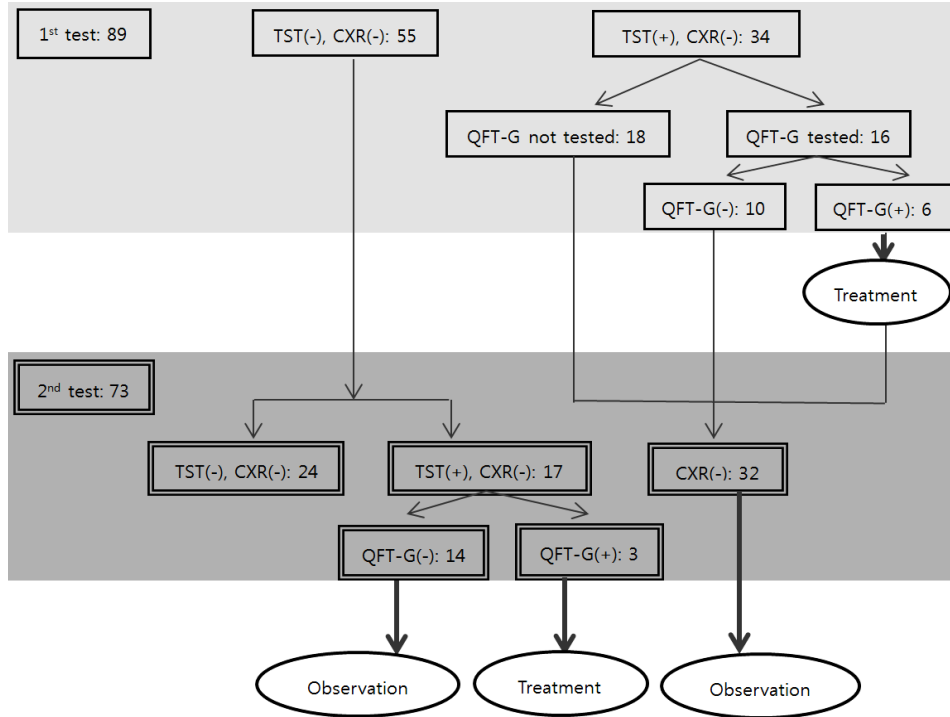 1st test: 89
TST(-), CXR(-): 55
TST(+), CXR(-): 34
QFT-G not tested: 18
QFT-G tested: 16
QFT-G(-): 10
QFT-G(+): 6
Treatment
2nd test: 73
TST(-), CXR(-): 24
TST(+), CXR(-): 17
CXR(-): 32
QFT-G(-): 14
QFT-G(+): 3
Observation
Treatment
Observation